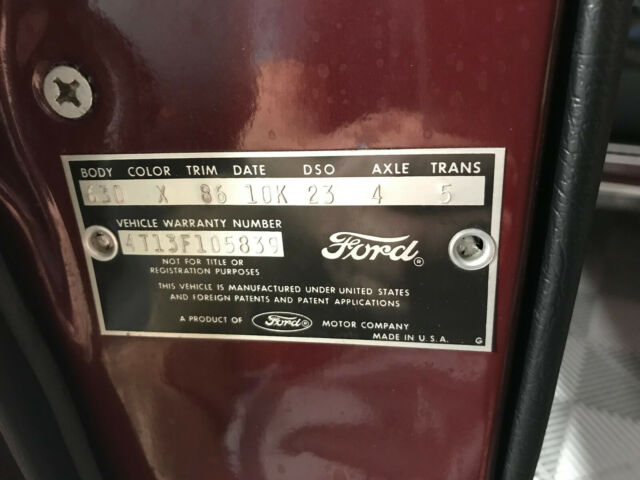 BODY COLOR TRIM DATE DSO AXLE TRANS
63D X 86 10K 23 4 5
VEHICLE WARRANTY NUMBER
4T13F105839
Ford®
NOT FOR TITLE OR
REGISTRATION PURPOSES
THIS VEHICLE IS MANUFACTURED UNDER UNITED STATES
AND FOREIGN PATENTS AND PATENT APPLICATIONS
A PRODUCT OF Ford® MOTOR COMPANY
MADE IN U.S.A. G